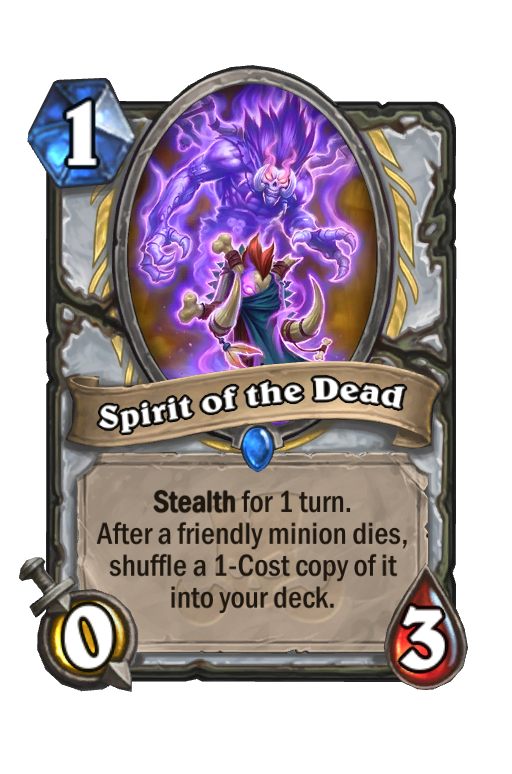 1
Spirit of the Dead
Stealth for 1 turn.
After a friendly minion dies,
shuffle a 1-Cost copy of it
into your deck.
0
3